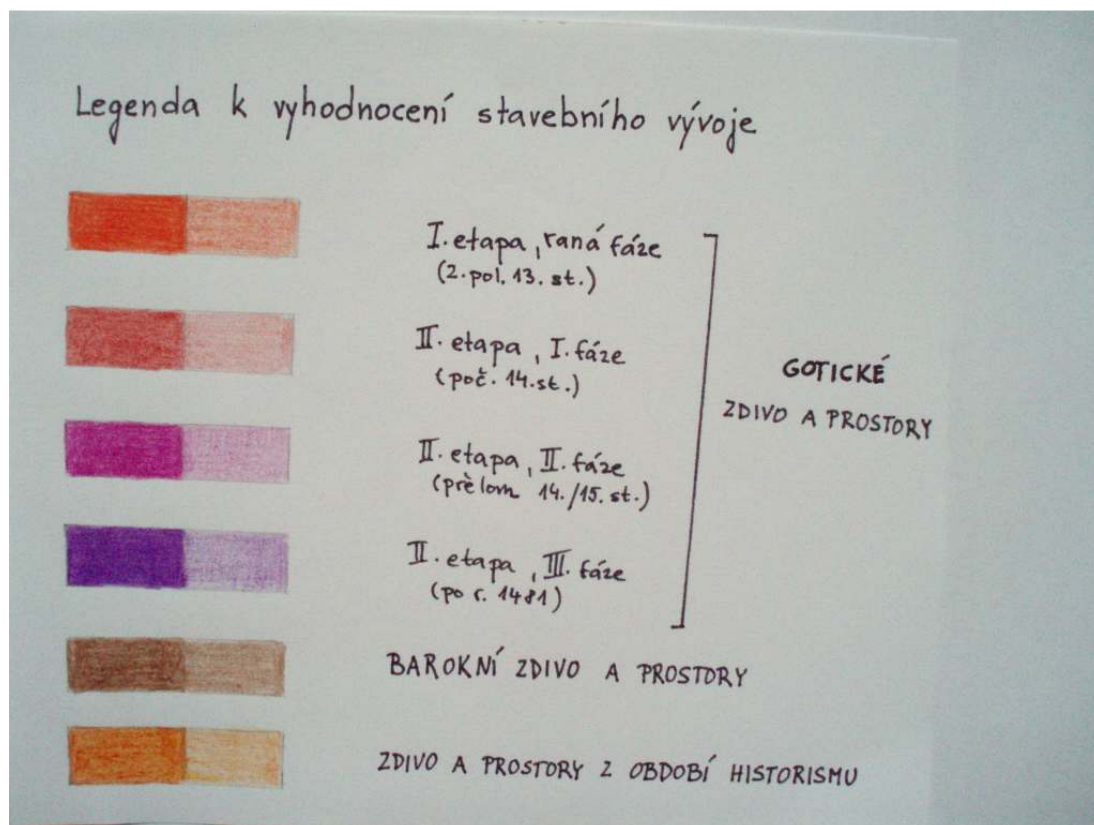 Legenda k vyhodnocení stavebního vývoje
I. etapa, raná fáze
(2. pol. 13. st.)
II. etapa, I. fáze
(poč. 14. st.)
II. etapa, II. fáze
(přelom 14./15. st.)
II. etapa, III. fáze
(po r. 1481)
GOTICKÉ
ZDIVO A PROSTORY
BAROKNÍ ZDIVO A PROSTORY
ZDIVO A PROSTORY Z OBDOBÍ HISTORISMU